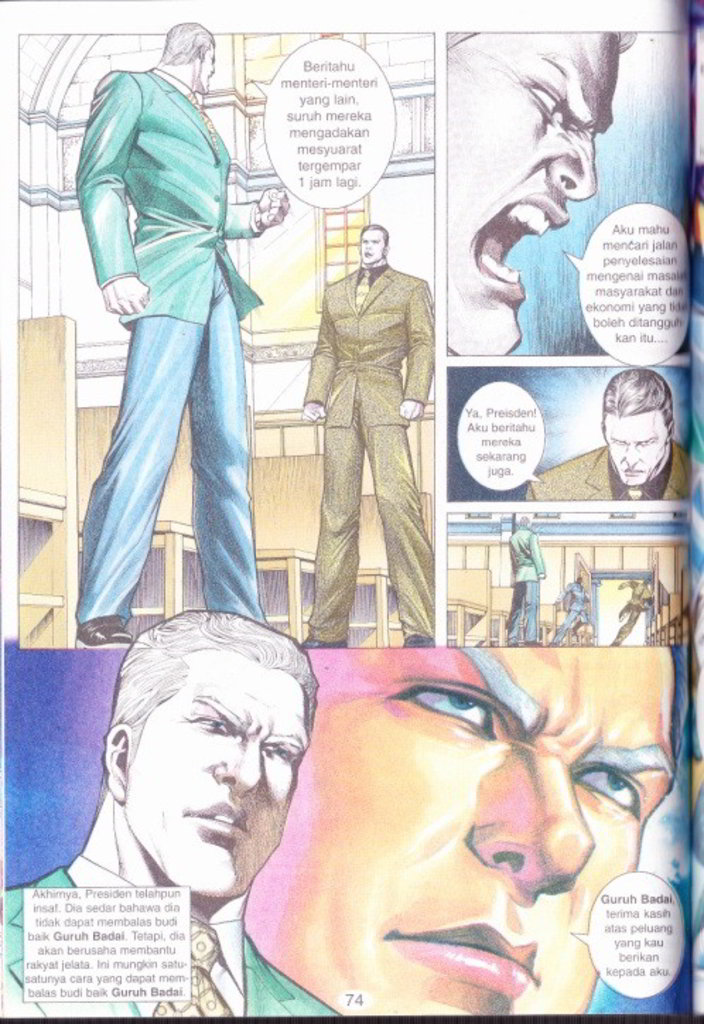 Beritahu
menteri-menteri
yang lain,
suruh mereka
mengadakan
mesyuarat
tergempar
1 jam lagi.
Aku mahu
mencari jalan
penyelesaian
mengenai masalah
masyarakat dan
ekonomi yang tidak
boleh ditangguh-
kan itu....
Ya, Preisden!
Aku beritahu
mereka
sekarang
juga.
Akhirnya, Presiden telahpun
insaf. Dia sedar bahawa dia
tidak dapat membalas budi
baik Guruh Badai. Tetapi, dia
akan berusaha membantu
rakyat jelata. Ini mungkin satu-
satunya cara yang dapat mem-
balas budi baik Guruh Badai.
Guruh Badai,
terima kasih
atas peluang
yang kau
berikan
kepada aku.
74